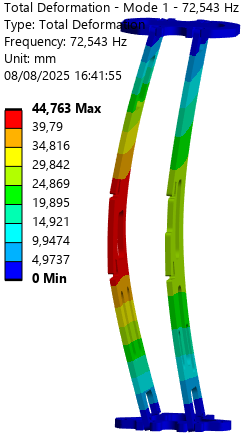 Total Deformation - Mode 1 - 72,543 Hz
Type: Total Deformation
Frequency: 72,543 Hz
Unit: mm
08/08/2025 16:41:55
44,763 Max
39,79
34,816
29,842
24,869
19,895
14,921
9,9474
4,9737
0 Min